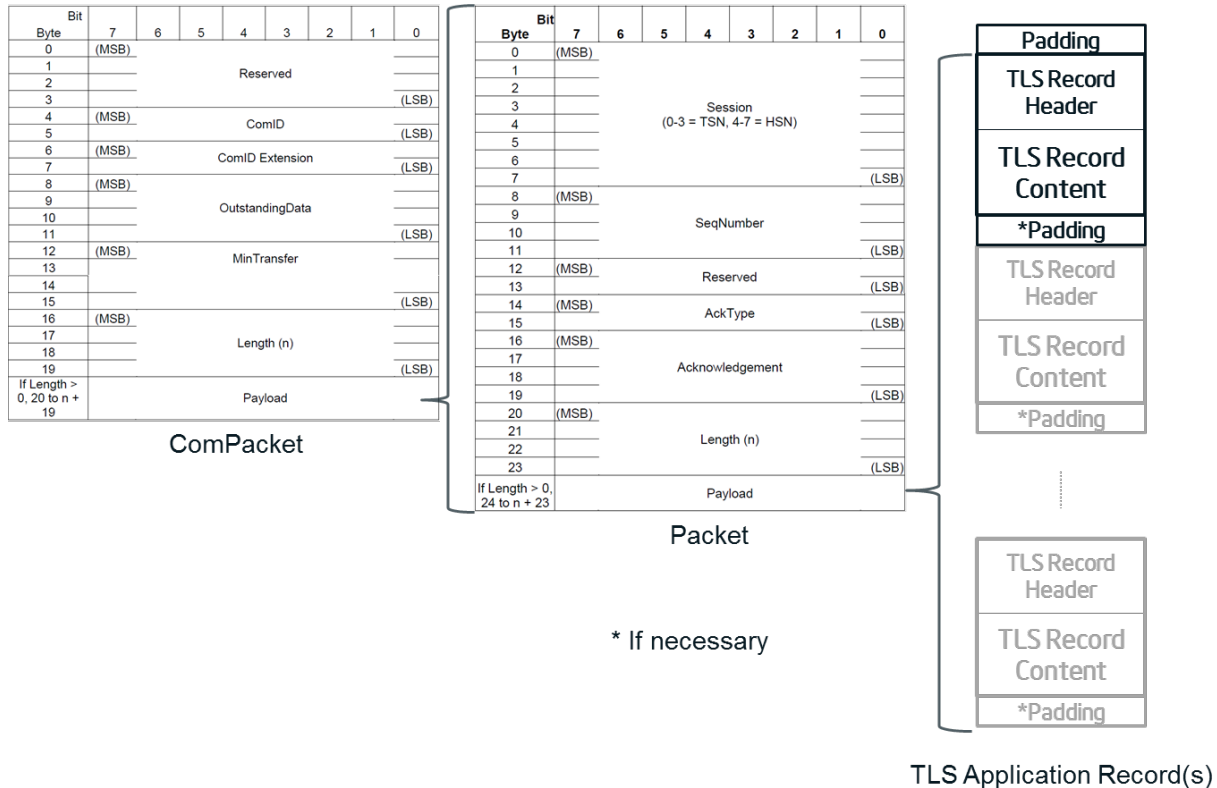 Bit
Byte 7 6 5 4 3 2 1 0
0 (MSB)
1
Reserved
2
3 (LSB)
4 (MSB)
ComID
5 (LSB)
6 (MSB)
ComID Extension
7 (LSB)
8 (MSB)
9
OutstandingData
10
11 (LSB)
12 (MSB)
MinTransfer
13
14
15 (LSB)
16 (MSB)
17
Length (n)
18
19 (LSB)
If Length >
0, 20 to n +
19
Payload
ComPacket
Bit
Byte 7 6 5 4 3 2 1 0
0 (MSB)
1
2
3
Session
4
(0-3 = TSN, 4-7 = HSN)
5
6
7 (LSB)
8 (MSB)
9
SeqNumber
10
11 (LSB)
12 (MSB)
Reserved
13 (LSB)
14 (MSB)
AckType
15 (LSB)
16 (MSB)
17
Acknowledgement
18
19 (LSB)
20 (MSB)
21
Length (n)
22
23 (LSB)
If Length > 0,
24 to n + 23
Payload
Packet
* If necessary
Padding
TLS Record
Header
TLS Record
Content
*Padding
TLS Record
Header
TLS Record
Content
*Padding
TLS Record
Header
TLS Record
Content
*Padding
TLS Application Record(s)